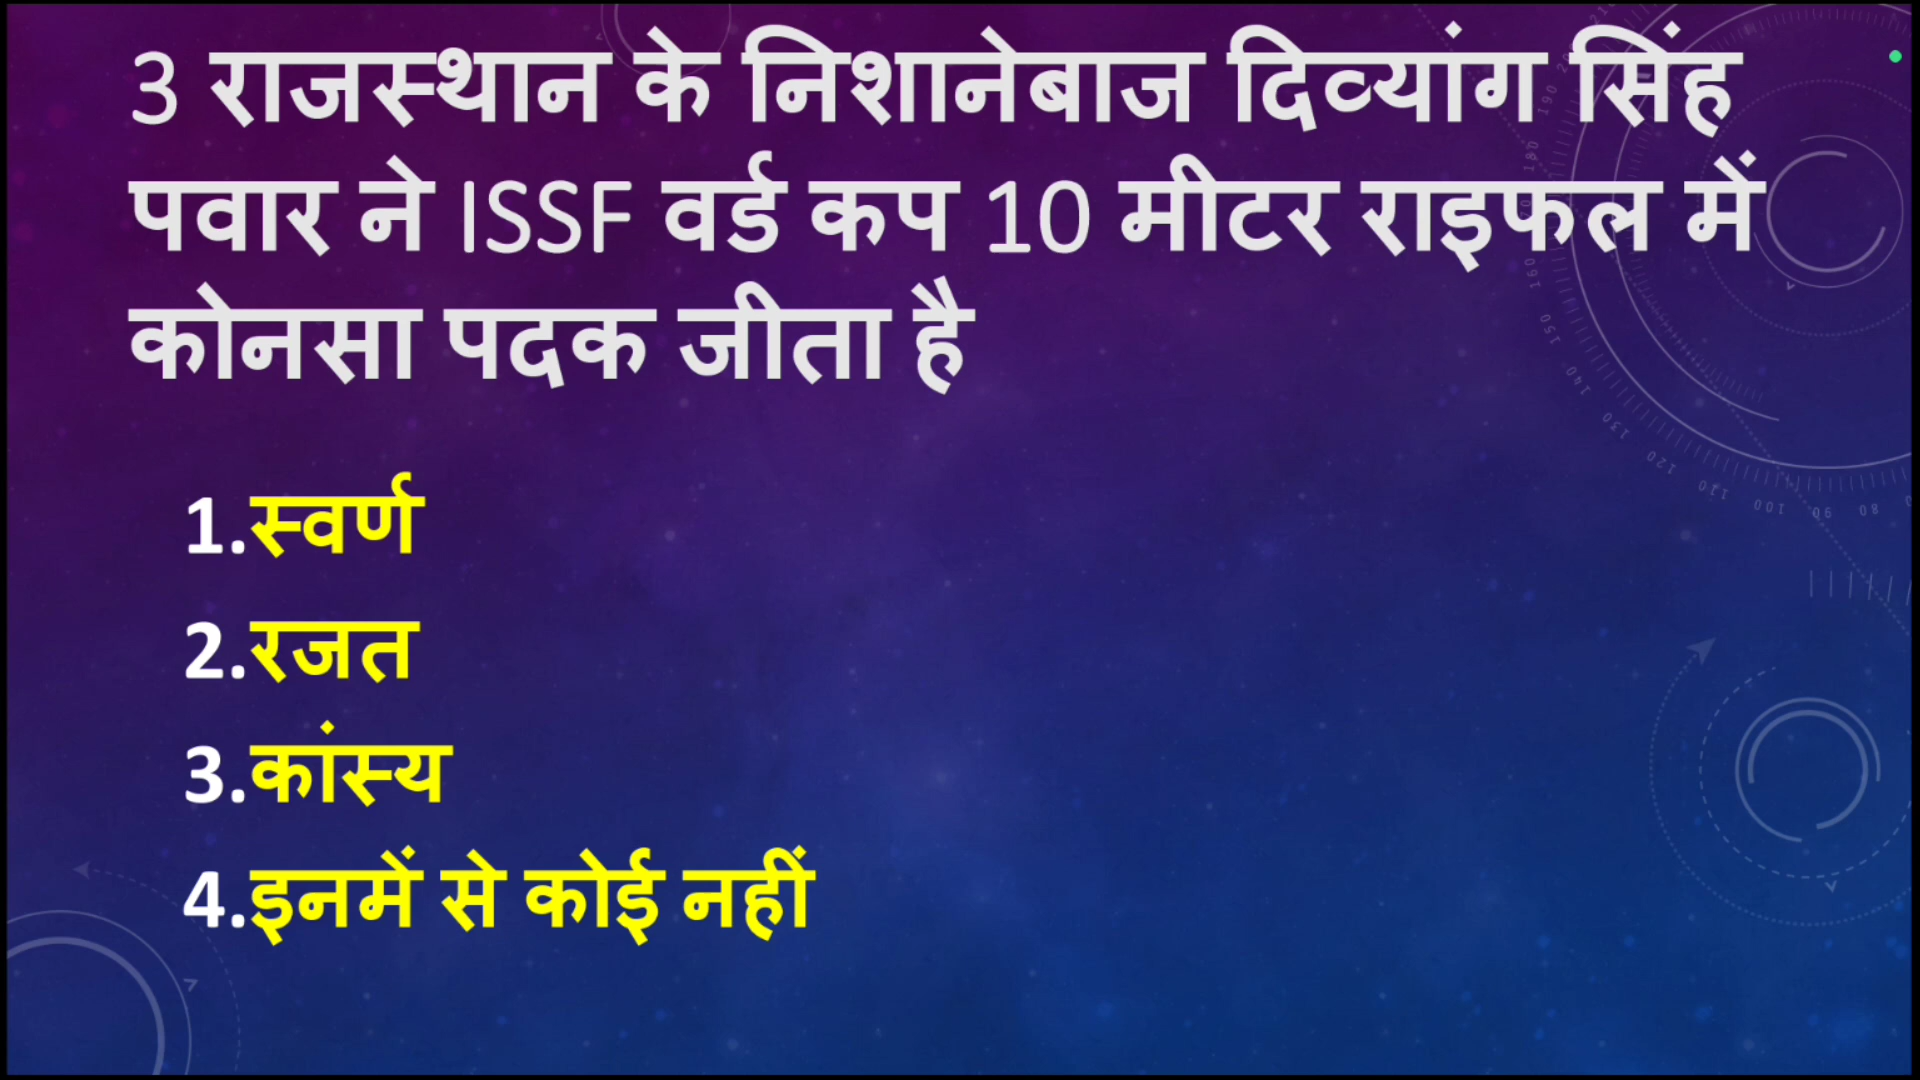 3 राजस्थान के निशानेबाज दिव्यांग सिंह
पवार ने ISSF वर्ड कप 10 मीटर राइफल में
कोनसा पदक जीता है
1.स्वर्ण
2.रजत
3.कांस्य
4.इनमें से कोई नहीं